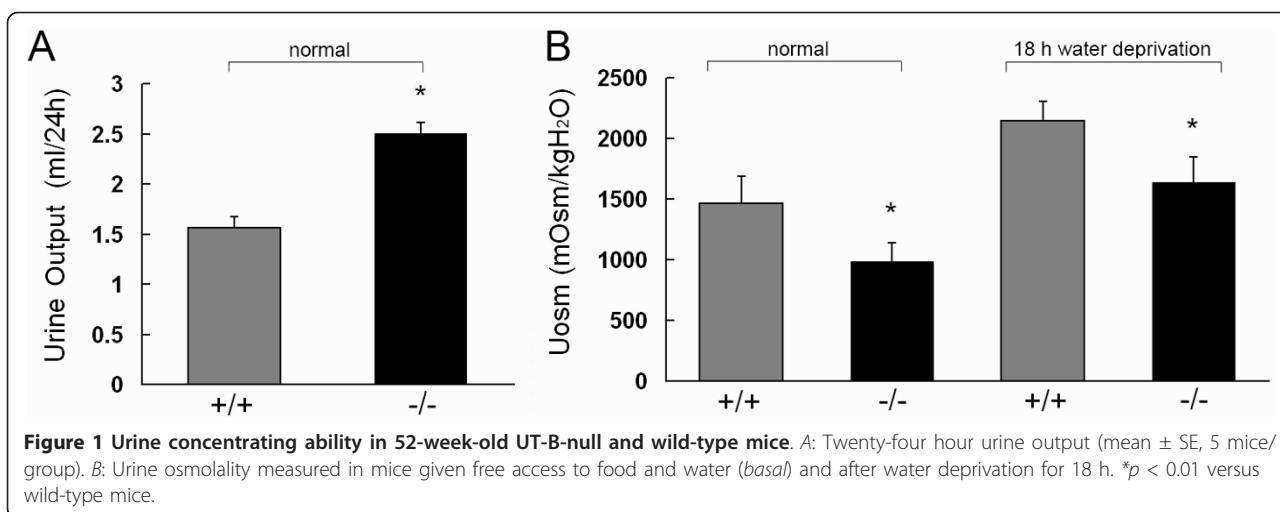 A
normal
3
2.5
2
1.5
1
0.5
0
Urine Output (ml/24h)
*
+/+
-/-
B
normal
18 h water deprivation
2500
2000
1500
1000
500
0
Uosm (mOsm/kgH₂O)
*
*
+/+
-/-
+/+
-/-
Figure 1 Urine concentrating ability in 52-week-old UT-B-null and wild-type mice. A: Twenty-four hour urine output (mean ± SE, 5 mice/
group). B: Urine osmolality measured in mice given free access to food and water (basal) and after water deprivation for 18 h. *p < 0.01 versus
wild-type mice.